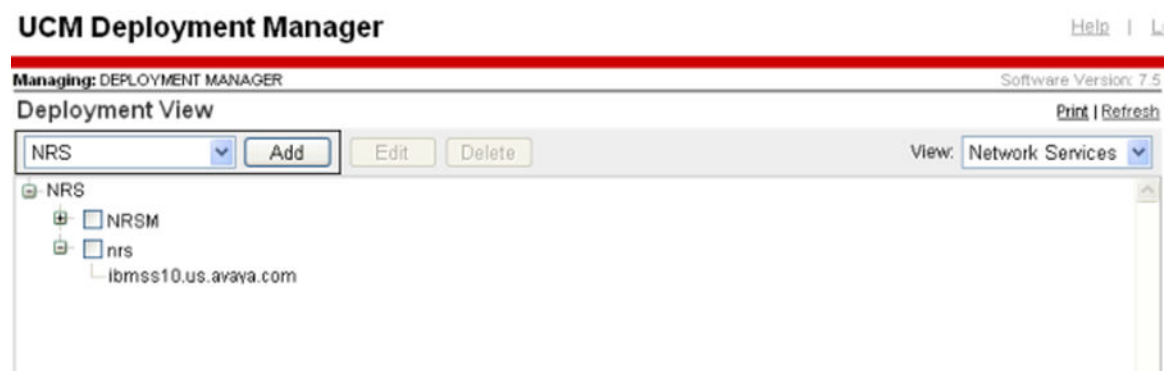 UCM Deployment Manager Help |
Managing: DEPLOYMENT MANAGER Software Version: 7.5
Deployment View Print | Refresh
NRS Add Edit Delete View: Network Services
NRS
NRSM
nrs
ibmss10.us.avaya.com